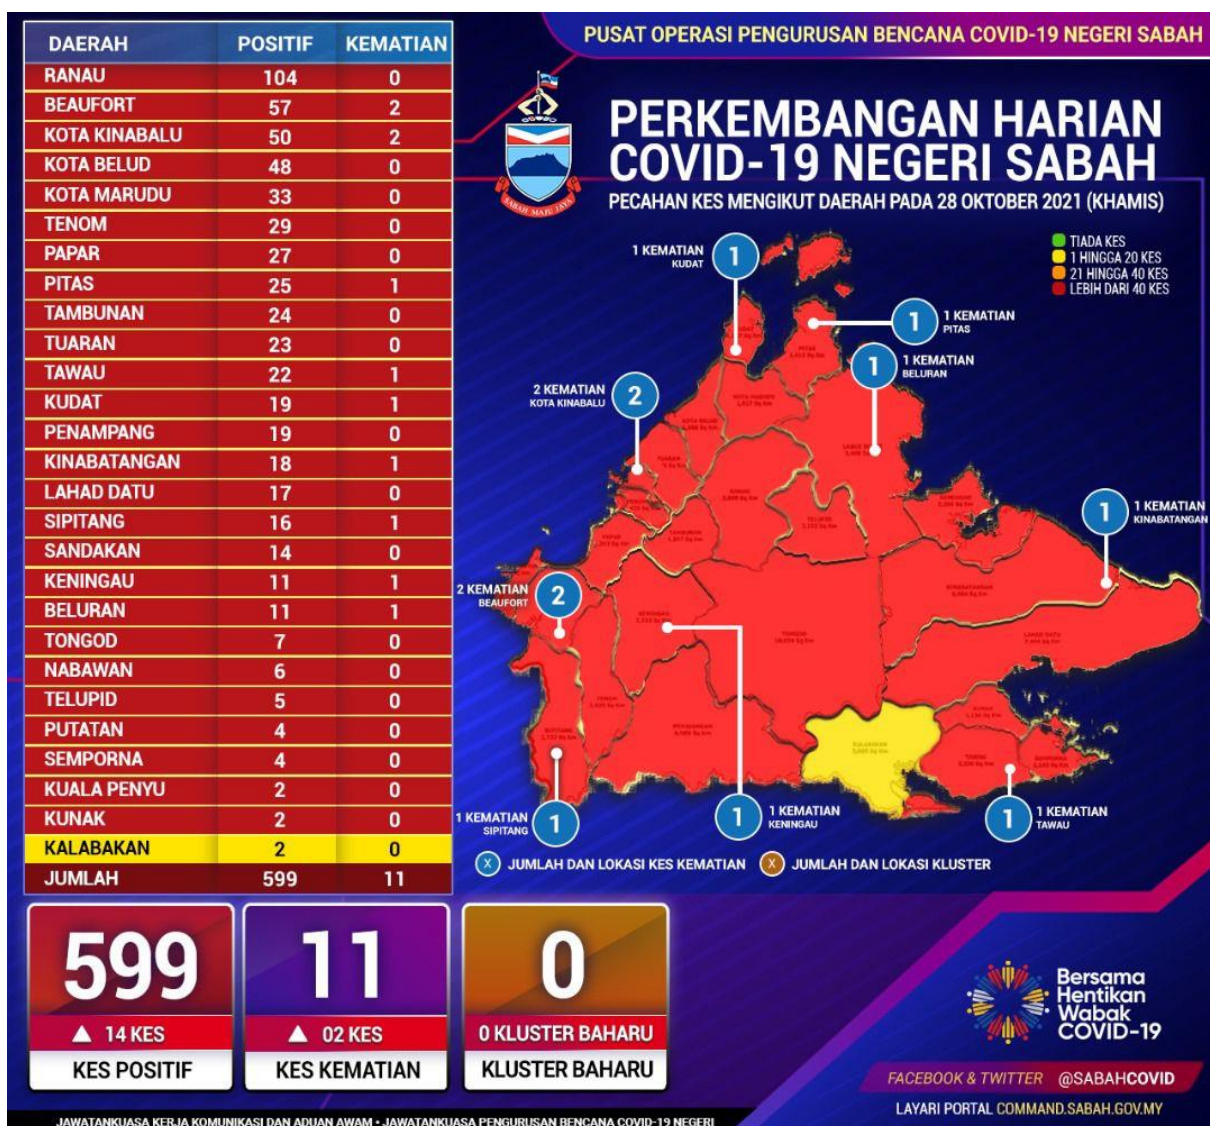 DAERAH POSITIF KEMATIAN
RANAU 104 0
BEAUFORT 57 2
KOTA KINABALU 50 2
KOTA BELUD 48 0
KOTA MARUDU 33 0
TENOM 29 0
PAPAR 27 0
PITAS 25 1
TAMBUNAN 24 0
TUARAN 23 0
TAWAU 22 1
KUDAT 19 1
PENAMPANG 19 0
KINABATANGAN 18 1
LAHAD DATU 17 0
SIPITANG 16 1
SANDAKAN 14 0
KENINGAU 11 1
BELURAN 11 1
TONGOD 7 0
NABAWAN 6 0
TELUPID 5 0
PUTATAN 4 0
SEMPORNA 4 0
KUALA PENYU 2 0
KUNAK 2 0
KALABAKAN 2 0
JUMLAH 599 11
PUSAT OPERASI PENGURUSAN BENCANA COVID-19 NEGERI SABAH
SABAH MAJU JAYA
PERKEMBANGAN HARIAN
COVID-19 NEGERI SABAH
PECAHAN KES MENGIKUT DAERAH PADA 28 OKTOBER 2021 (KHAMIS)
TIADA KES
1 HINGGA 20 KES
21 HINGGA 40 KES
LEBIH DARI 40 KES
1 KEMATIAN
KUDAT
1
1
1 KEMATIAN
PITAS
1
1 KEMATIAN
BELURAN
2 KEMATIAN
KOTA KINABALU
2
1
1 KEMATIAN
KINABATANGAN
2 KEMATIAN
BEAUFORT
2
1 KEMATIAN
SIPITANG
1
1
1 KEMATIAN
KENINGAU
1
1 KEMATIAN
TAWAU
X JUMLAH DAN LOKASI KES KEMATIAN
X JUMLAH DAN LOKASI KLUSTER
599
14 KES
KES POSITIF
11
02 KES
KES KEMATIAN
0
0 KLUSTER BAHARU
KLUSTER BAHARU
Bersama
Hentikan
Wabak
COVID-19
FACEBOOK & TWITTER @SABAHCOVID
LAYARI PORTAL COMMAND.SABAH.GOV.MY
JAWATANKUASA KERJA KOMUNIKASI DAN ADUAN AWAM • JAWATANKUASA PENGURUSAN BENCANA COVID-19 NEGERI